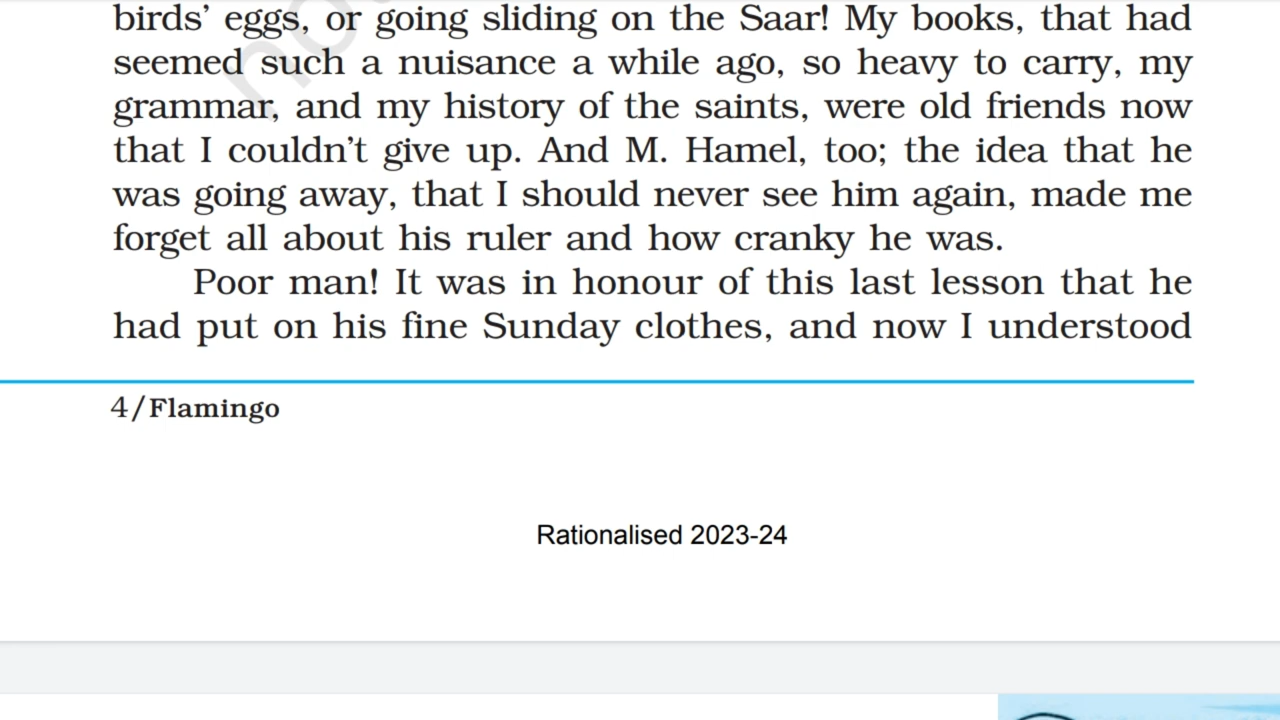 birds’ eggs, or going sliding on the Saar! My books, that had
seemed such a nuisance a while ago, so heavy to carry, my
grammar, and my history of the saints, were old friends now
that I couldn’t give up. And M. Hamel, too; the idea that he
was going away, that I should never see him again, made me
forget all about his ruler and how cranky he was.
Poor man! It was in honour of this last lesson that he
had put on his fine Sunday clothes, and now I understood
4/Flamingo
Rationalised 2023-24